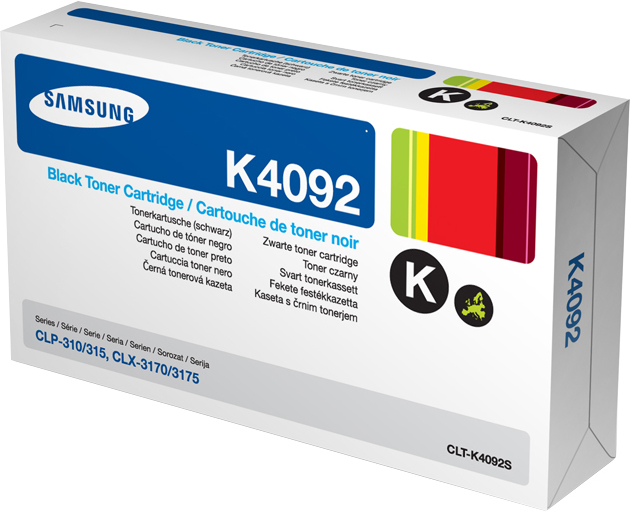 Black Toner Cartridge / Cartouche de toner noir
K
CLT-K4092S
SAMSUNG
K4092
Black Toner Cartridge / Cartouche de toner noir
Tonerkartusche (schwarz)
Cartucho de tóner negro
Cartucho de toner preto
Cartuccia toner nero
Černá tonerová kazeta
Zwarte toner cartridge
Toner czarny
Svart tonerkassett
Fekete festékkazetta
Kaseta s črnim tonerjem
K
K4092
Series / Série / Serie / Seria / Serien / Sorozat / Serija
CLP-310/315, CLX-3170/3175
CLT-K4092S